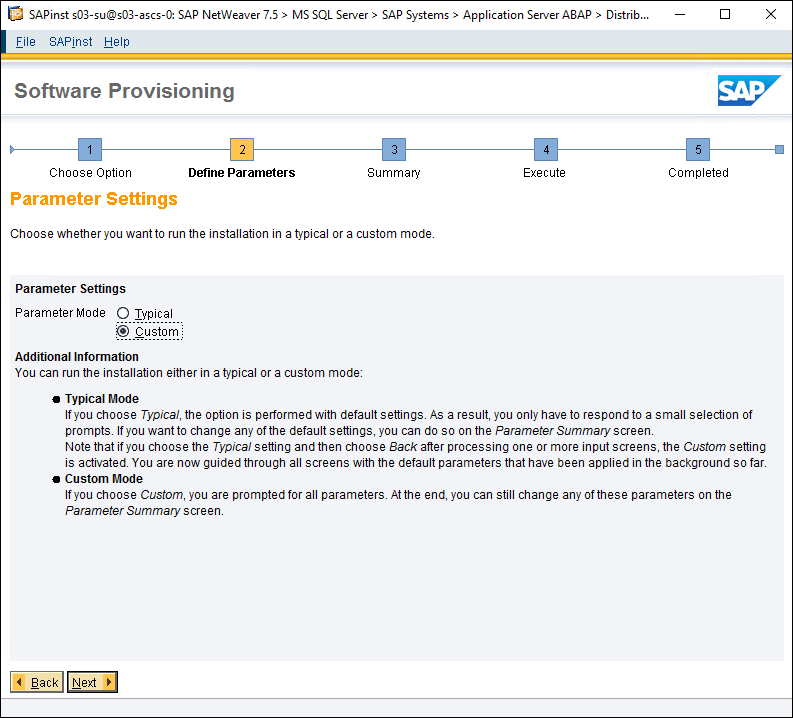 SAPinst s03-su@s03-ascs-0: SAP NetWeaver 7.5 > MS SQL Server > SAP Systems > Application Server ABAP > Distrib...
File SAPinst Help
Software Provisioning
SAP
1 2 3 4 5
Choose Option Define Parameters Summary Execute Completed
Parameter Settings
Choose whether you want to run the installation in a typical or a custom mode.
Parameter Settings
Parameter Mode Typical
Custom
Additional Information
You can run the installation either in a typical or a custom mode:
Typical Mode
If you choose Typical, the option is performed with default settings. As a result, you only have to respond to a small selection of
prompts. If you want to change any of the default settings, you can do so on the Parameter Summary screen.
Note that if you choose the Typical setting and then choose Back after processing one or more input screens, the Custom setting
is activated. You are now guided through all screens with the default parameters that have been applied in the background so far.
Custom Mode
If you choose Custom, you are prompted for all parameters. At the end, you can still change any of these parameters on the
Parameter Summary screen.
Back Next